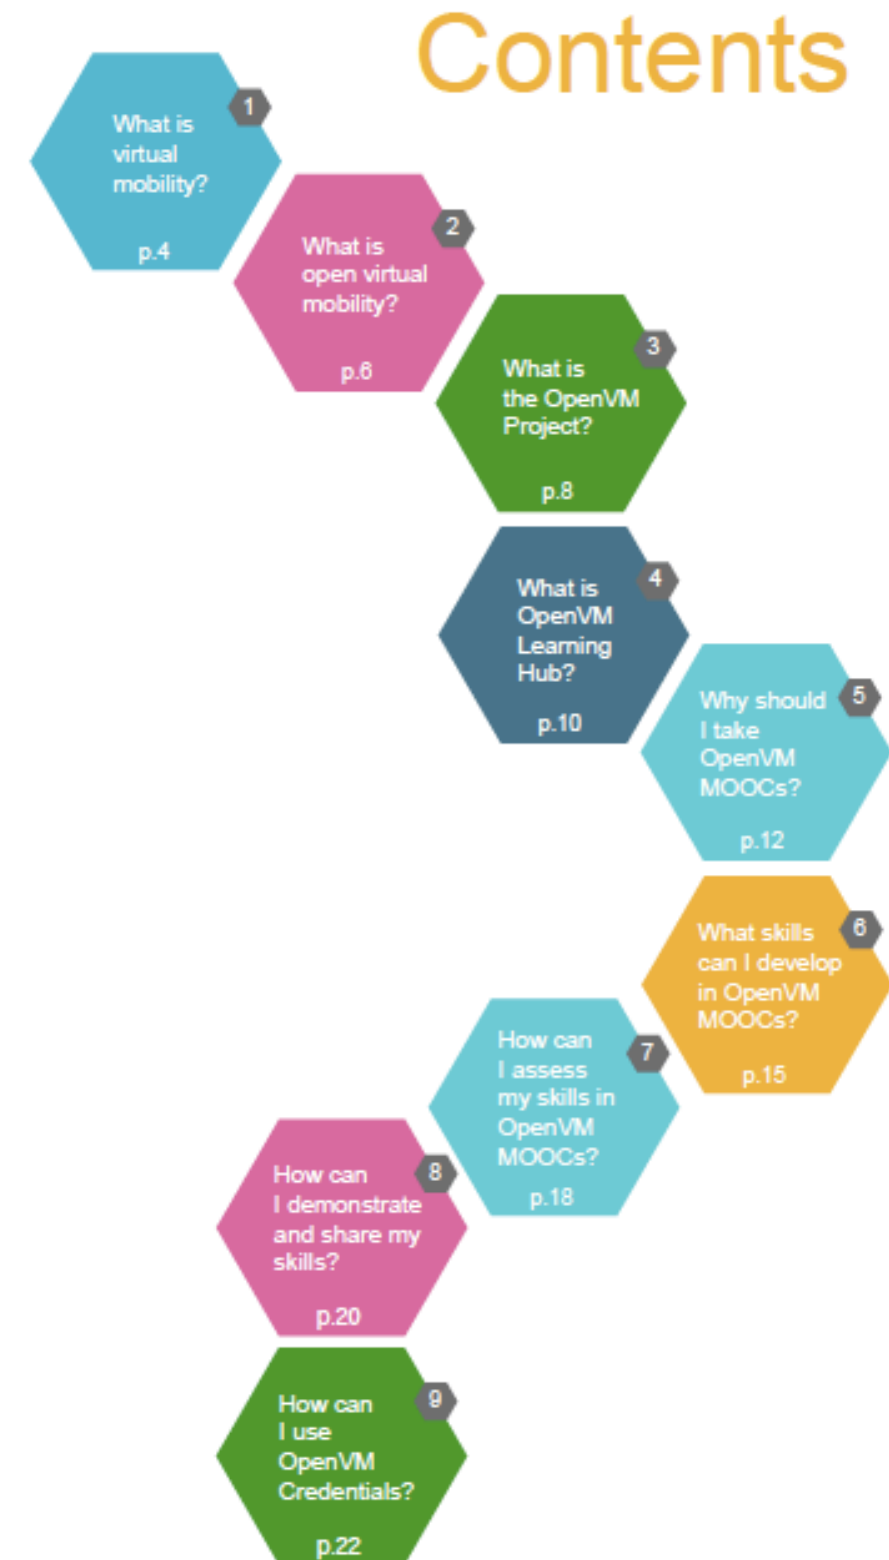 Contents
1
What is
virtual
mobility?
p.4
2
What is
open virtual
mobility?
p.6
3
What is
the OpenVM
Project?
p.8
4
What is
OpenVM
Learning
Hub?
p.10
5
Why should
I take
OpenVM
MOOCs?
p.12
6
What skills
can I develop
in OpenVM
MOOCs?
p.15
7
How can
I assess
my skills in
OpenVM
MOOCs?
p.18
8
How can
I demonstrate
and share my
skills?
p.20
9
How can
I use
OpenVM
Credentials?
p.22